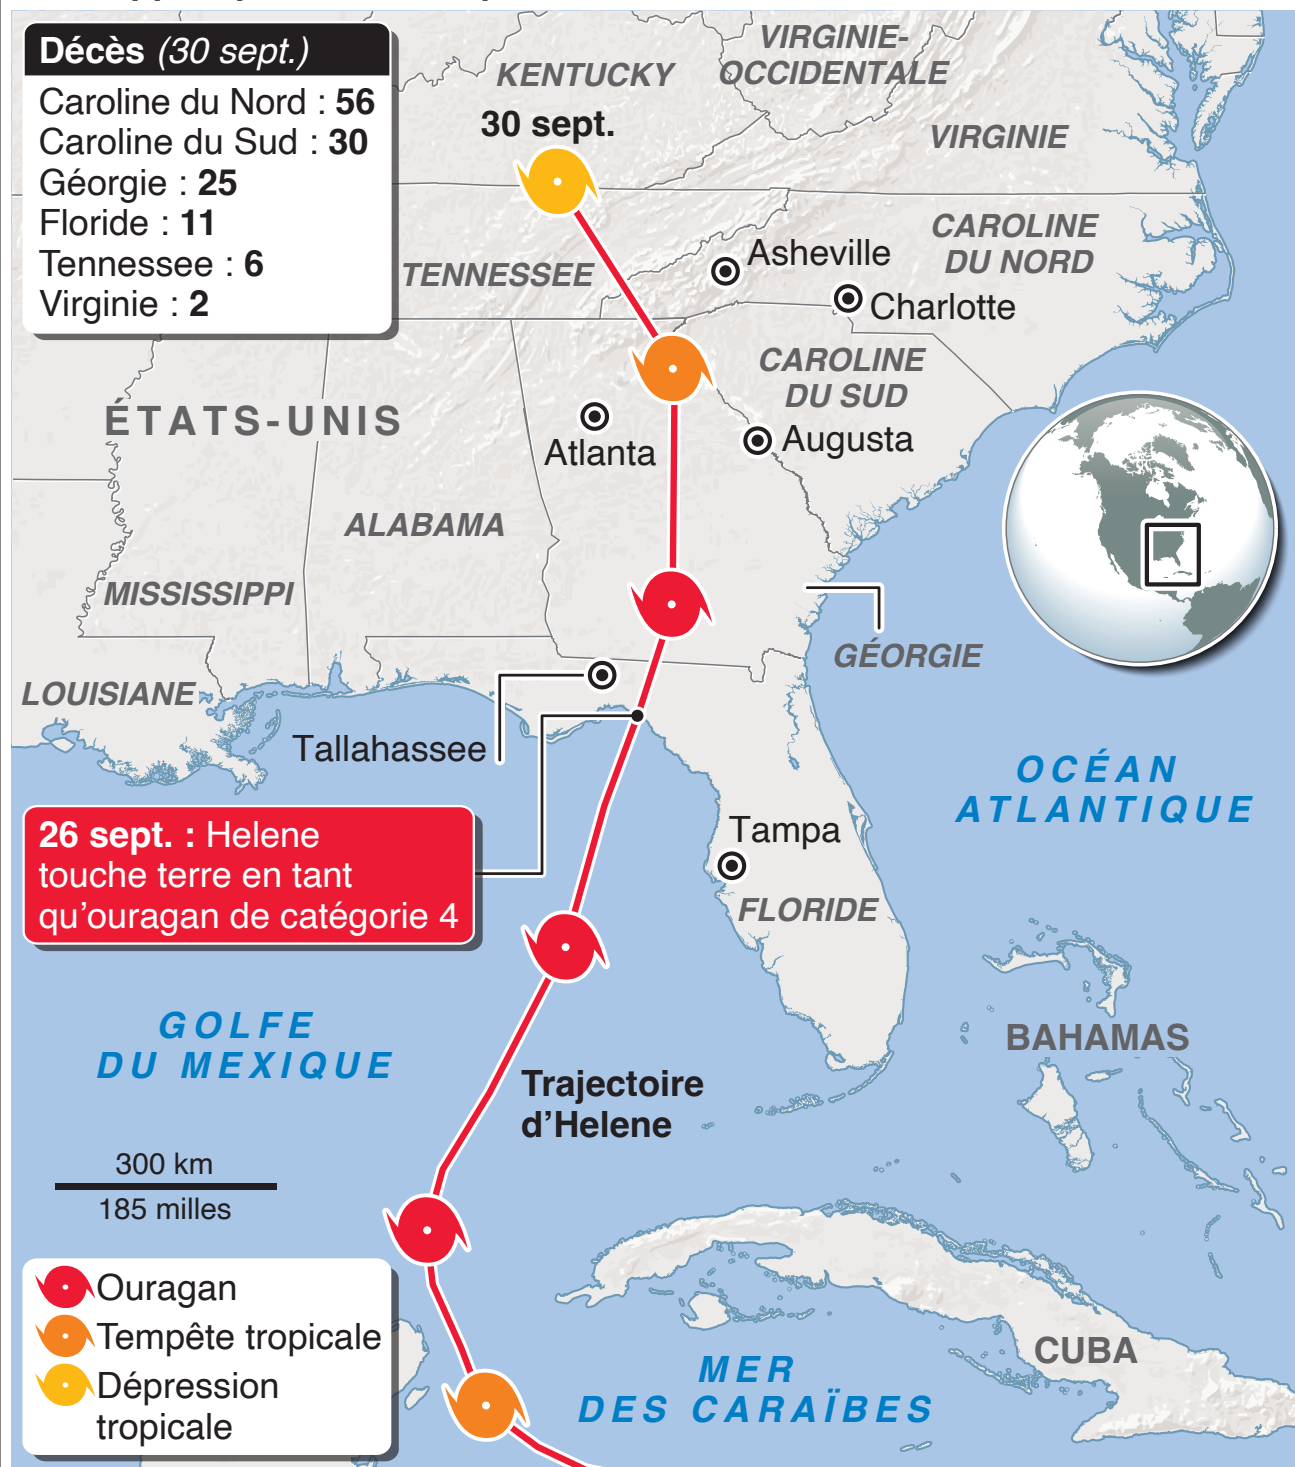 Décès (30 sept.)
Caroline du Nord : 56
Caroline du Sud : 30
Géorgie : 25
Floride : 11
Tennessee : 6
Virginie : 2
VIRGINIE-
OCCIDENTALE
KENTUCKY
30 sept.
VIRGINIE
CAROLINE
DU NORD
Asheville
TENNESSEE
Charlotte
CAROLINE
DU SUD
ÉTATS-UNIS
Atlanta
Augusta
ALABAMA
MISSISSIPPI
GÉORGIE
LOUISIANE
Tallahassee
OCÉAN
ATLANTIQUE
26 sept. : Helene
touche terre en tant
qu’ouragan de catégorie 4
Tampa
FLORIDE
GOLFE
DU MEXIQUE
BAHAMAS
Trajectoire
d’Helene
300 km
185 milles
Ouragan
Tempête tropicale
Dépression
tropicale
CUBA
MER
DES CARAÏBES